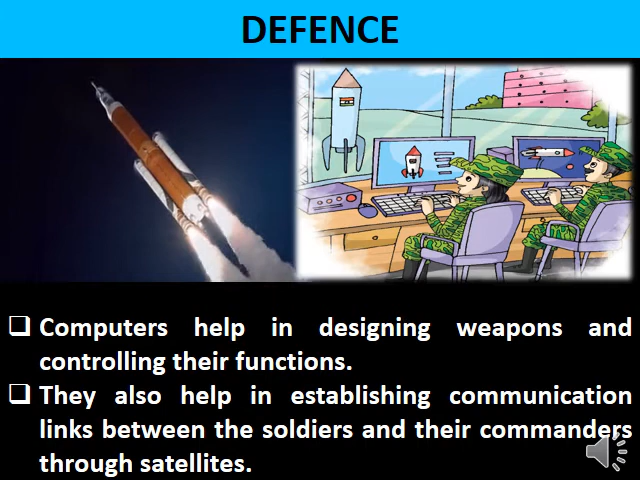 DEFENCE
❑ Computers help in designing weapons and
controlling their functions.
❑ They also help in establishing communication
links between the soldiers and their commanders
through satellites.